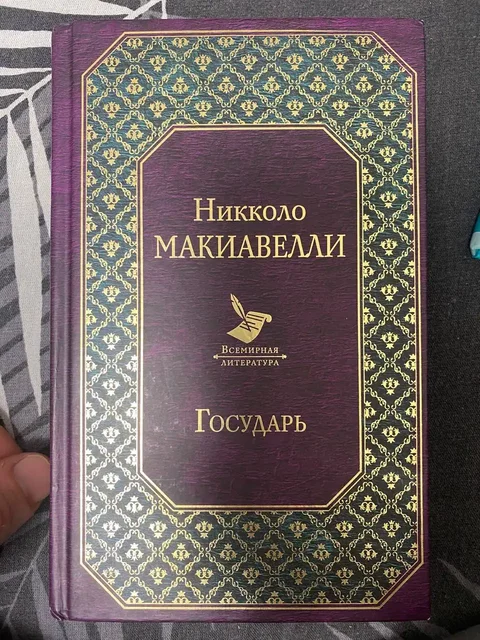 Никколо
МАКИАВЕЛЛИ
Всемирная
литература
Государь